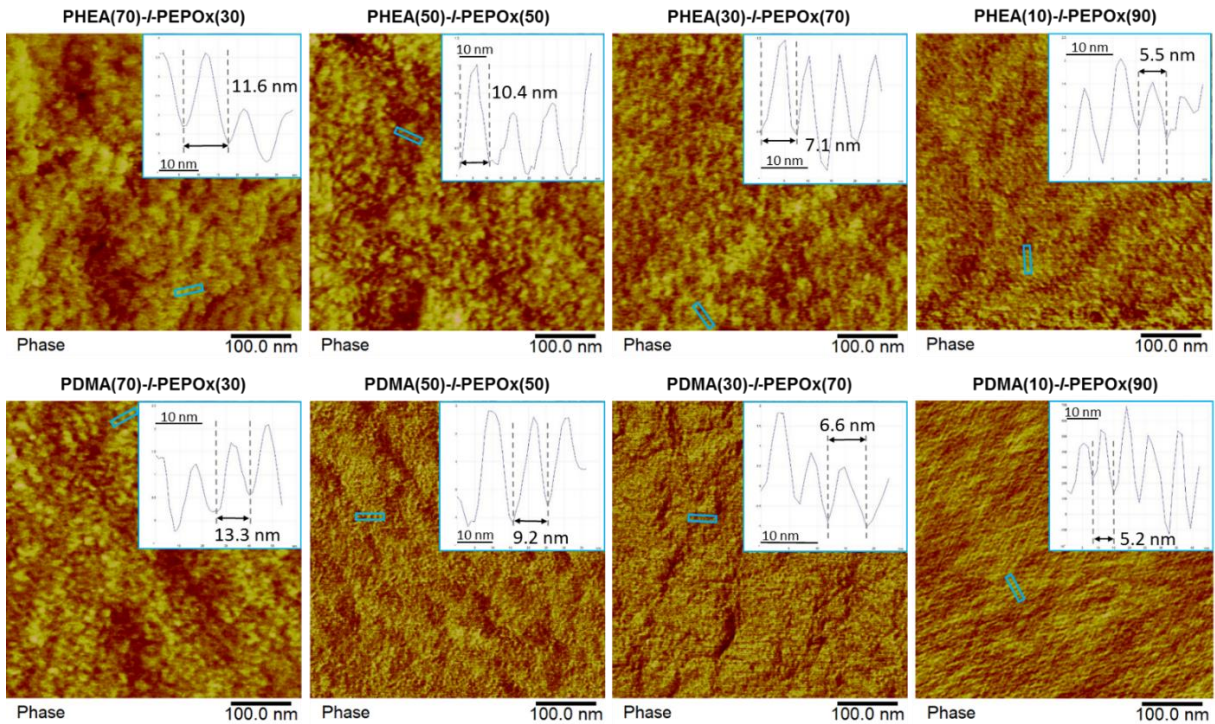 PHEA(70)-l-PEPOx(30)
PHEA(50)-l-PEPOx(50)
PHEA(30)-l-PEPOx(70)
PHEA(10)-l-PEPOx(90)
11.6 nm
10 nm
10 nm
10.4 nm
7.1 nm
10 nm
10 nm
5.5 nm
Phase
100.0 nm
Phase
100.0 nm
Phase
100.0 nm
Phase
100.0 nm
PDMA(70)-l-PEPOx(30)
PDMA(50)-l-PEPOx(50)
PDMA(30)-l-PEPOx(70)
PDMA(10)-l-PEPOx(90)
10 nm
13.3 nm
10 nm
9.2 nm
6.6 nm
10 nm
10 nm
5.2 nm
Phase
100.0 nm
Phase
100.0 nm
Phase
100.0 nm
Phase
100.0 nm